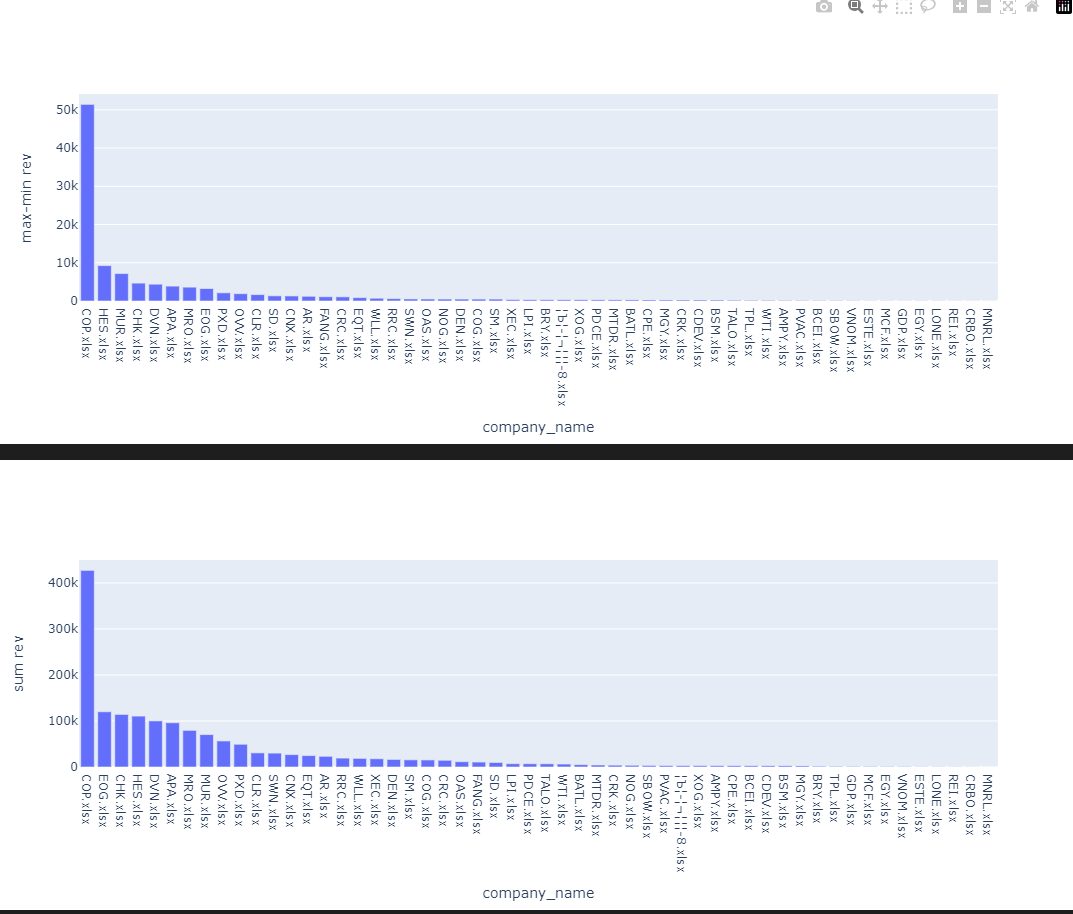 50k
40k
30k
20k
10k
0
max-min rev
COP.xlsx
HES.xlsx
MUR.xlsx
CHK.xlsx
DVN.xlsx
APA.xlsx
MRO.xlsx
EOG.xlsx
PXD.xlsx
OVV.xlsx
CLR.xlsx
SD.xlsx
CNX.xlsx
AR.xlsx
FANG.xlsx
CRC.xlsx
EQT.xlsx
WLL.xlsx
RRC.xlsx
SWN.xlsx
OAS.xlsx
NOG.xlsx
DEN.xlsx
COG.xlsx
SM.xlsx
XEC.xlsx
LPI.xlsx
BRY.xlsx
XOG.xlsx
PDCE.xlsx
MTDR.xlsx
BATL.xlsx
CPE.xlsx
MGY.xlsx
CRK.xlsx
CDEV.xlsx
BSM.xlsx
TALO.xlsx
TPL.xlsx
WTI.xlsx
AMPY.xlsx
PVAC.xlsx
BCEI.xlsx
SBOW.xlsx
VNOM.xlsx
ESTE.xlsx
MCF.xlsx
GDP.xlsx
EGY.xlsx
LONE.xlsx
REI.xlsx
CRBO.xlsx
MNRL.xlsx
company_name
400k
300k
200k
100k
0
sum rev
COP.xlsx
EOG.xlsx
CHK.xlsx
HES.xlsx
DVN.xlsx
APA.xlsx
MRO.xlsx
MUR.xlsx
OVV.xlsx
PXD.xlsx
CLR.xlsx
SWN.xlsx
CNX.xlsx
EQT.xlsx
AR.xlsx
RRC.xlsx
WLL.xlsx
XEC.xlsx
DEN.xlsx
SM.xlsx
COG.xlsx
CRC.xlsx
OAS.xlsx
FANG.xlsx
SD.xlsx
LPI.xlsx
PDCE.xlsx
TALO.xlsx
WTI.xlsx
BATL.xlsx
MTDR.xlsx
CRK.xlsx
NOG.xlsx
SBOW.xlsx
PVAC.xlsx
XOG.xlsx
AMPY.xlsx
CPE.xlsx
BCEI.xlsx
CDEV.xlsx
BSM.xlsx
MGY.xlsx
BRY.xlsx
TPL.xlsx
GDP.xlsx
MCF.xlsx
EGY.xlsx
VNOM.xlsx
ESTE.xlsx
LONE.xlsx
REI.xlsx
CRBO.xlsx
MNRL.xlsx
company_name